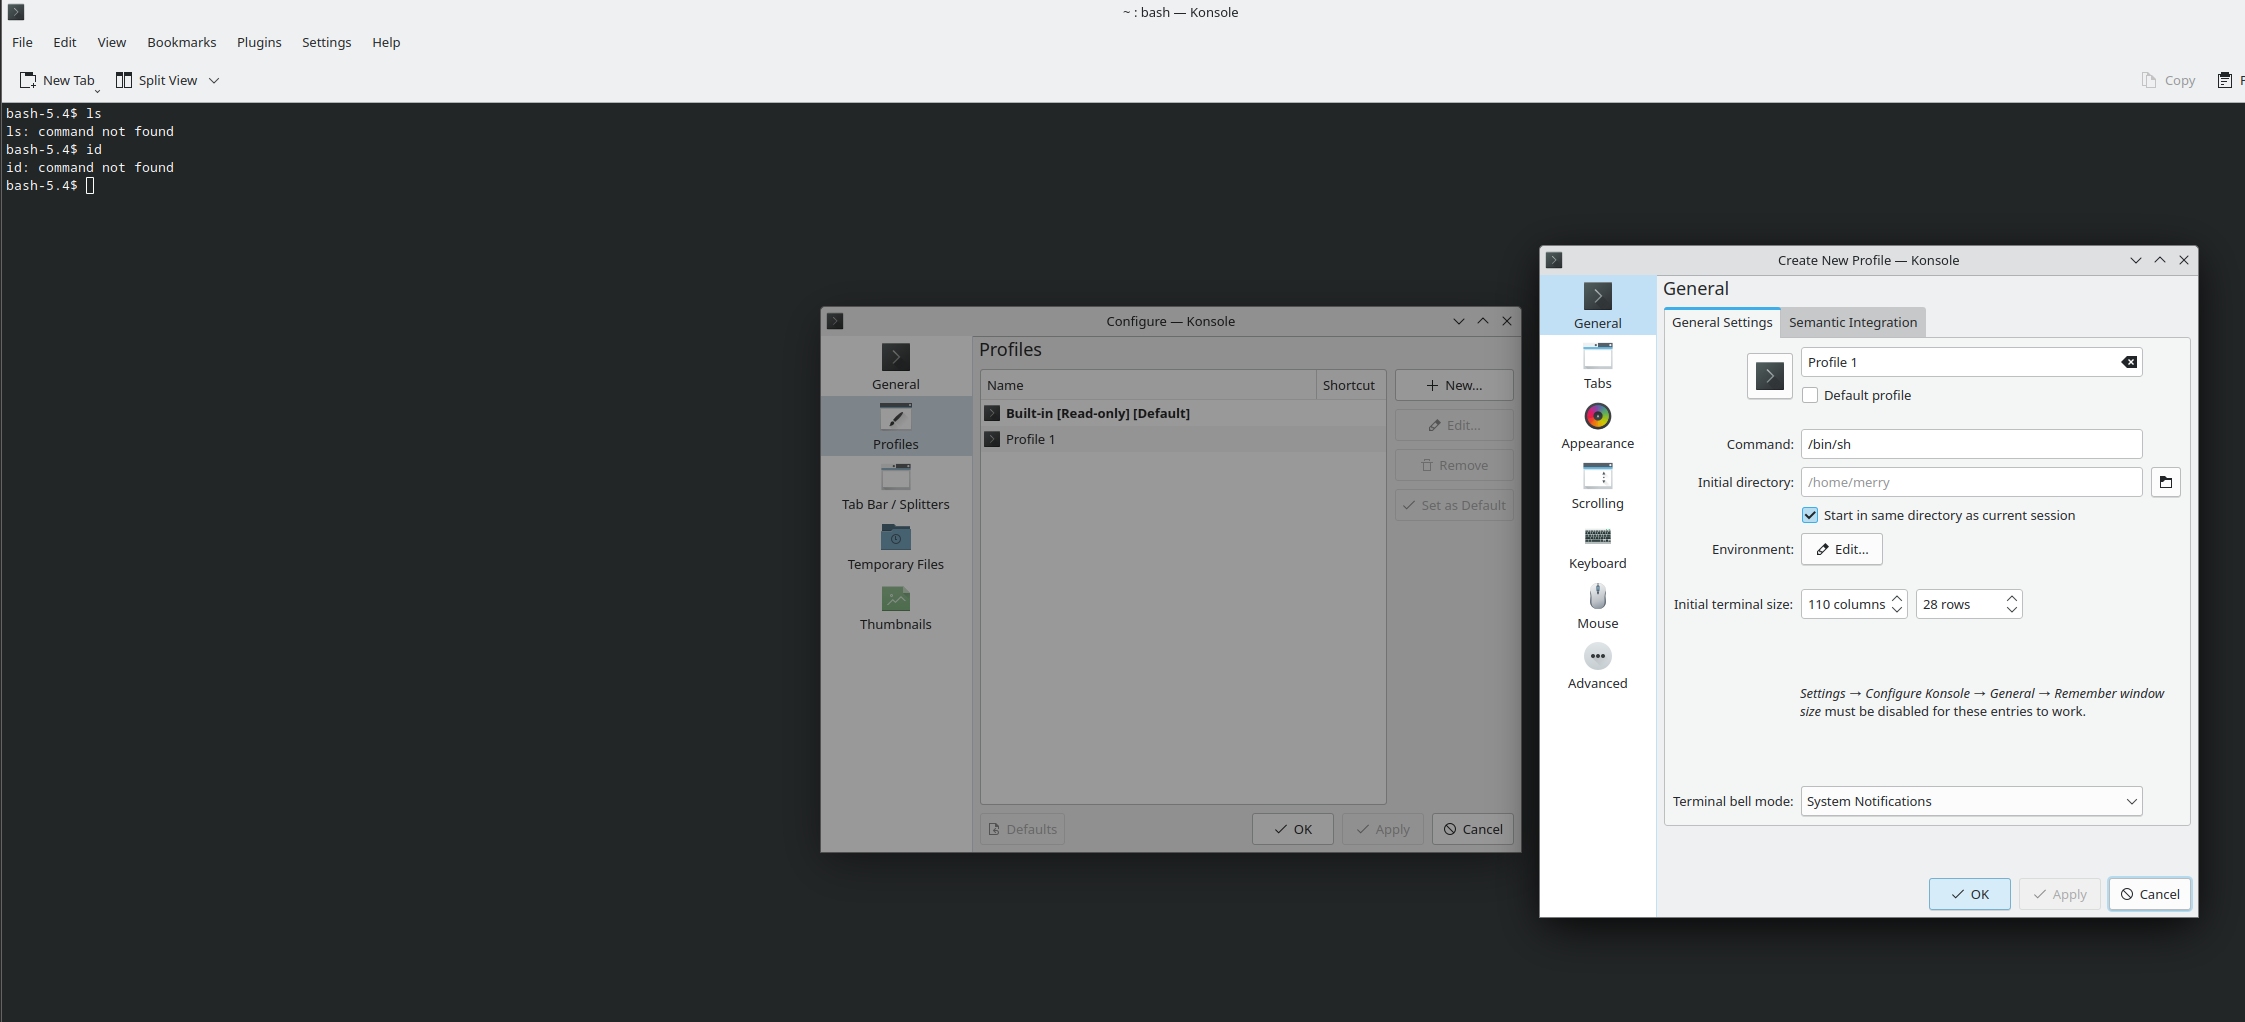 ~ : bash — Konsole
File Edit View Bookmarks Plugins Settings Help
New Tab Split View Copy
bash-5.4$ ls
ls: command not found
bash-5.4$ id
id: command not found
bash-5.4$
Configure — Konsole
General
Profiles
Tab Bar / Splitters
Temporary Files
Thumbnails
Profiles
Name Shortcut
Built-in [Read-only] [Default]
Profile 1
New...
Edit...
Remove
Set as Default
Defaults OK Apply Cancel
Create New Profile — Konsole
General
Tabs
Appearance
Scrolling
Keyboard
Mouse
Advanced
General
General Settings Semantic Integration
Profile 1
Default profile
Command: /bin/sh
Initial directory: /home/merry
Start in same directory as current session
Environment: Edit...
Initial terminal size: 110 columns 28 rows
Settings → Configure Konsole → General → Remember window
size must be disabled for these entries to work.
Terminal bell mode: System Notifications
OK Apply Cancel